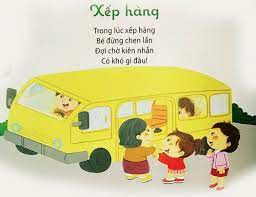 Xếp hàng
Trong lúc xếp hàng
Bé đừng chen lấn
Đợi chờ kiên nhẫn
Có khó gì đâu!